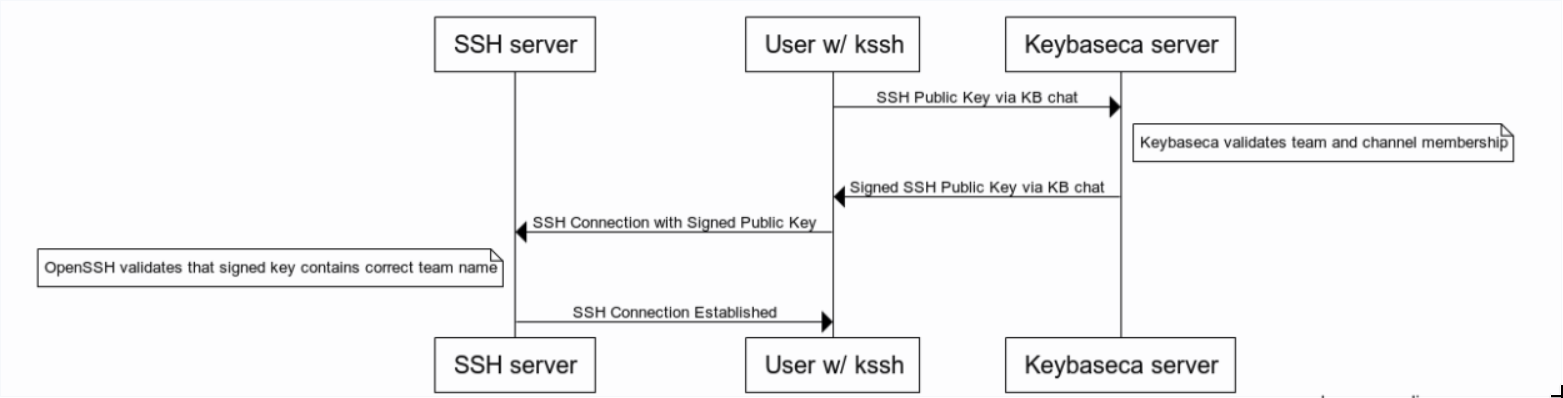 SSH server
User w/ kssh
Keybaseca server
SSH Public Key via KB chat
Keybaseca validates team and channel membership
Signed SSH Public Key via KB chat
SSH Connection with Signed Public Key
OpenSSH validates that signed key contains correct team name
SSH Connection Established
SSH server
User w/ kssh
Keybaseca server